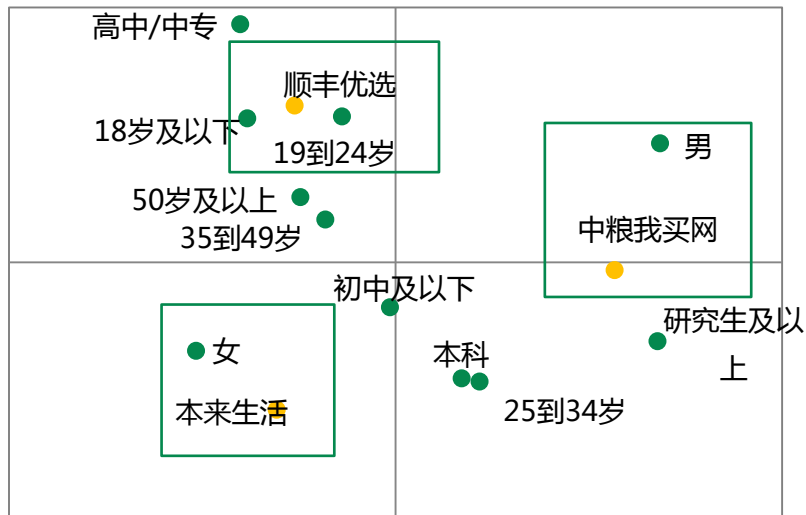 高中/中专
顺丰优选
18岁及以下
19到24岁
男
50岁及以上
35到49岁
中粮我买网
初中及以下
研究生及以
上
女
本科
本来生活
25到34岁